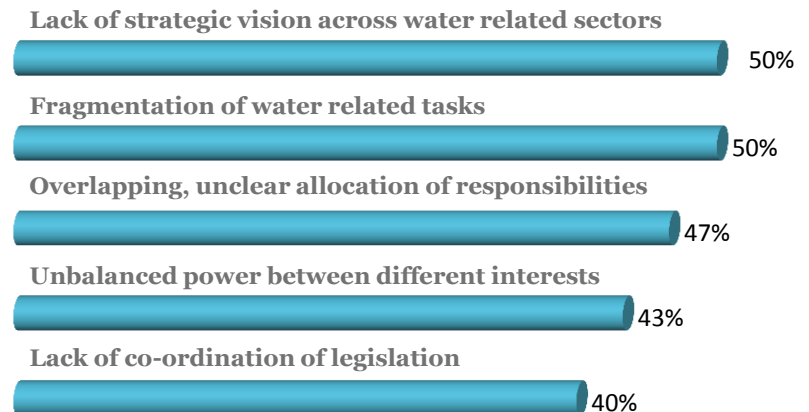 Lack of strategic vision across water related sectors
50%
Fragmentation of water related tasks
50%
Overlapping, unclear allocation of responsibilities
47%
Unbalanced power between different interests
43%
Lack of co-ordination of legislation
40%